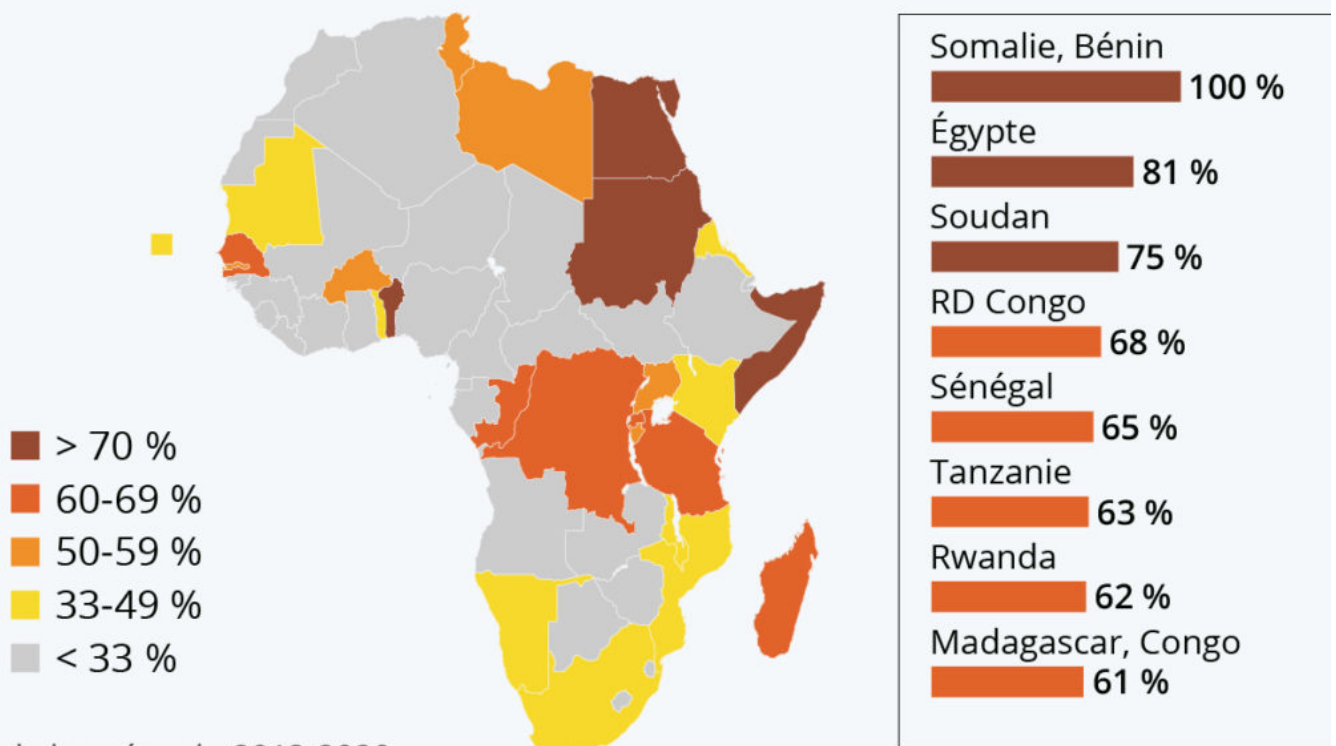 Somalie, Bénin
100 %
Égypte
81 %
Soudan
75 %
RD Congo
68 %
Sénégal
65 %
Tanzanie
63 %
Rwanda
62 %
Madagascar, Congo
61 %
> 70 %
60-69 %
50-59 %
33-49 %
< 33 %